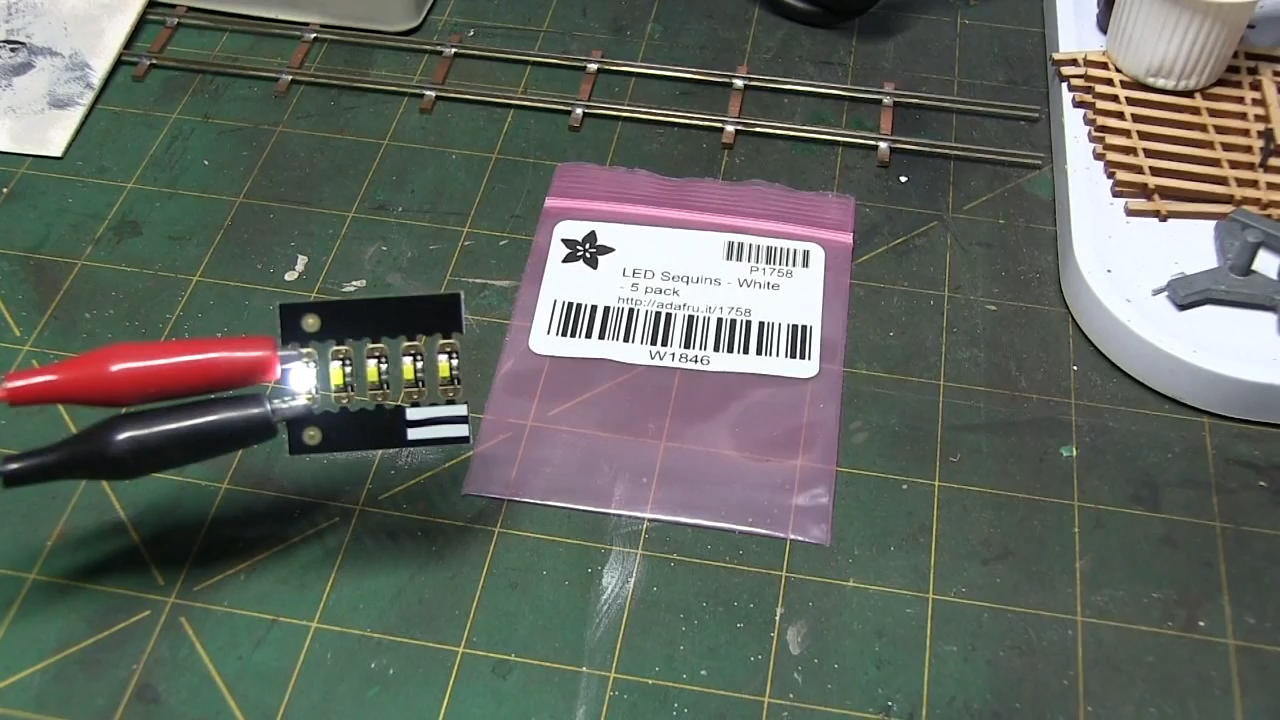 P1758
LED Sequins - White
- 5 pack
http://adafru.it/1758
W1846